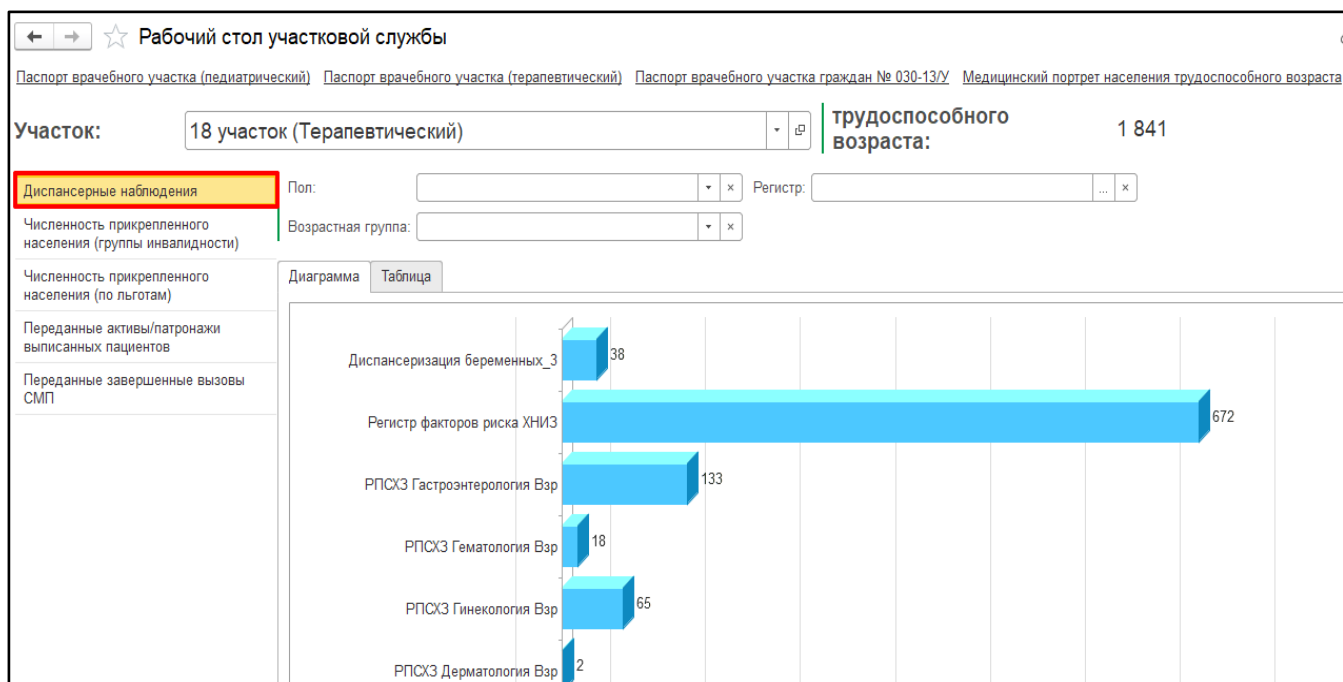 Рабочий стол участковой службы
Паспорт врачебного участка (педиатрический) Паспорт врачебного участка (терапевтический) Паспорт врачебного участка граждан № 030-13/У Медицинский портрет населения трудоспособного возраста
Участок: 18 участок (Терапевтический)
трудоспособного
возраста: 1 841
Диспансерные наблюдения
Численность прикрепленного
населения (группы инвалидности)
Численность прикрепленного
населения (по льготам)
Переданные активы/патронажи
выписанных пациентов
Переданные завершенные вызовы
СМП
Пол: Регистр:
Возрастная группа:
Диаграмма Таблица
Диспансеризация беременных_3 38
Регистр факторов риска ХНИЗ 672
РПСХЗ Гастроэнтерология Взр 133
РПСХЗ Гематология Взр 18
РПСХЗ Гинекология Взр 65
РПСХЗ Дерматология Взр 2